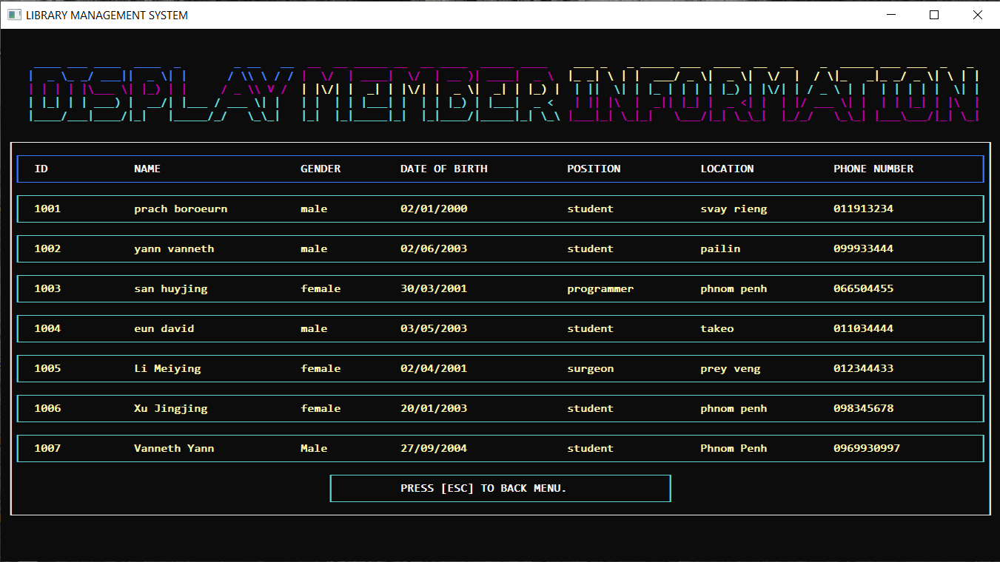 LIBRARY MANAGEMENT SYSTEM
DISPLAY MEMBER INFORMATION
ID NAME GENDER DATE OF BIRTH POSITION LOCATION PHONE NUMBER
1001 prach boroeurn male 02/01/2000 student svay rieng 011913234
1002 yann vanneth male 02/06/2003 student pailin 099933444
1003 san huyjing female 30/03/2001 programmer phnom penh 066504455
1004 eun david male 03/05/2003 student takeo 011034444
1005 Li Meiying female 02/04/2001 surgeon prey veng 012344433
1006 Xu Jingjing female 20/01/2003 student phnom penh 098345678
1007 Vanneth Yann Male 27/09/2004 student Phnom Penh 0969930997
PRESS [ESC] TO BACK MENU.